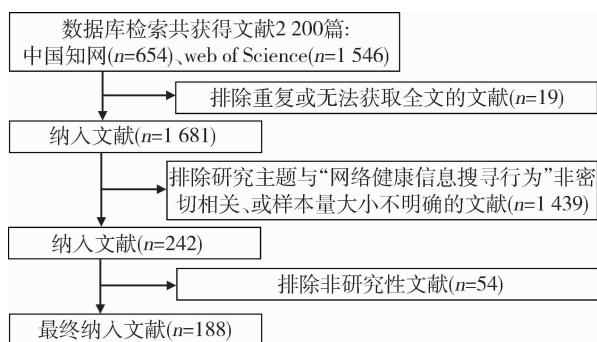 数据库检索共获得文献2 200篇:
中国知网(n=654)、web of Science(n=1 546)
排除重复或无法获取全文的文献(n=19)
纳入文献(n=1 681)
排除研究主题与“网络健康信息搜寻行为”非密
切相关、或样本量大小不明确的文献(n=1 439)
纳入文献(n=242)
排除非研究性文献(n=54)
最终纳入文献(n=188)